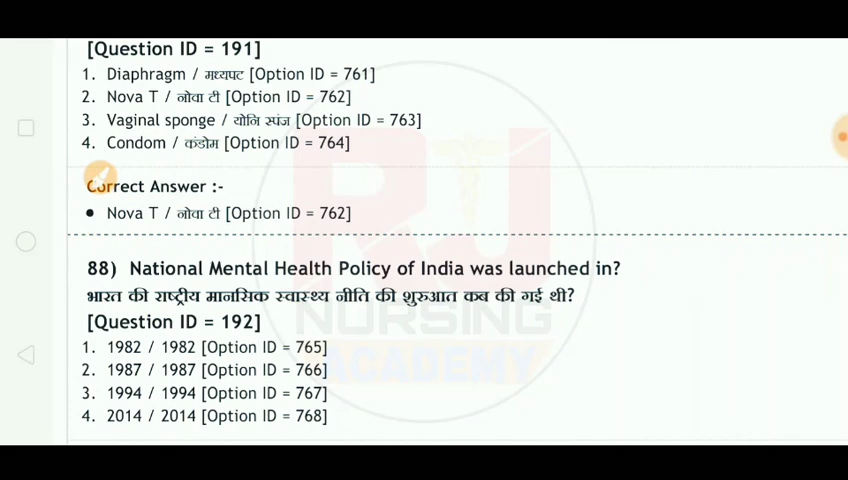 [Question ID = 191]
1. Diaphragm / मध्यपट [Option ID = 761]
2. Nova T / नोवा टी [Option ID = 762]
3. Vaginal sponge / योनि स्पंज [Option ID = 763]
4. Condom / कंडोम [Option ID = 764]
Correct Answer :-
• Nova T / नोवा टी [Option ID = 762]
88) National Mental Health Policy of India was launched in?
भारत की राष्ट्रीय मानसिक स्वास्थ्य नीति की शुरुआत कब की गई थी?
[Question ID = 192]
1. 1982 / 1982 [Option ID = 765]
2. 1987 / 1987 [Option ID = 766]
3. 1994 / 1994 [Option ID = 767]
4. 2014 / 2014 [Option ID = 768]
RJ
NURSING
ACADEMY